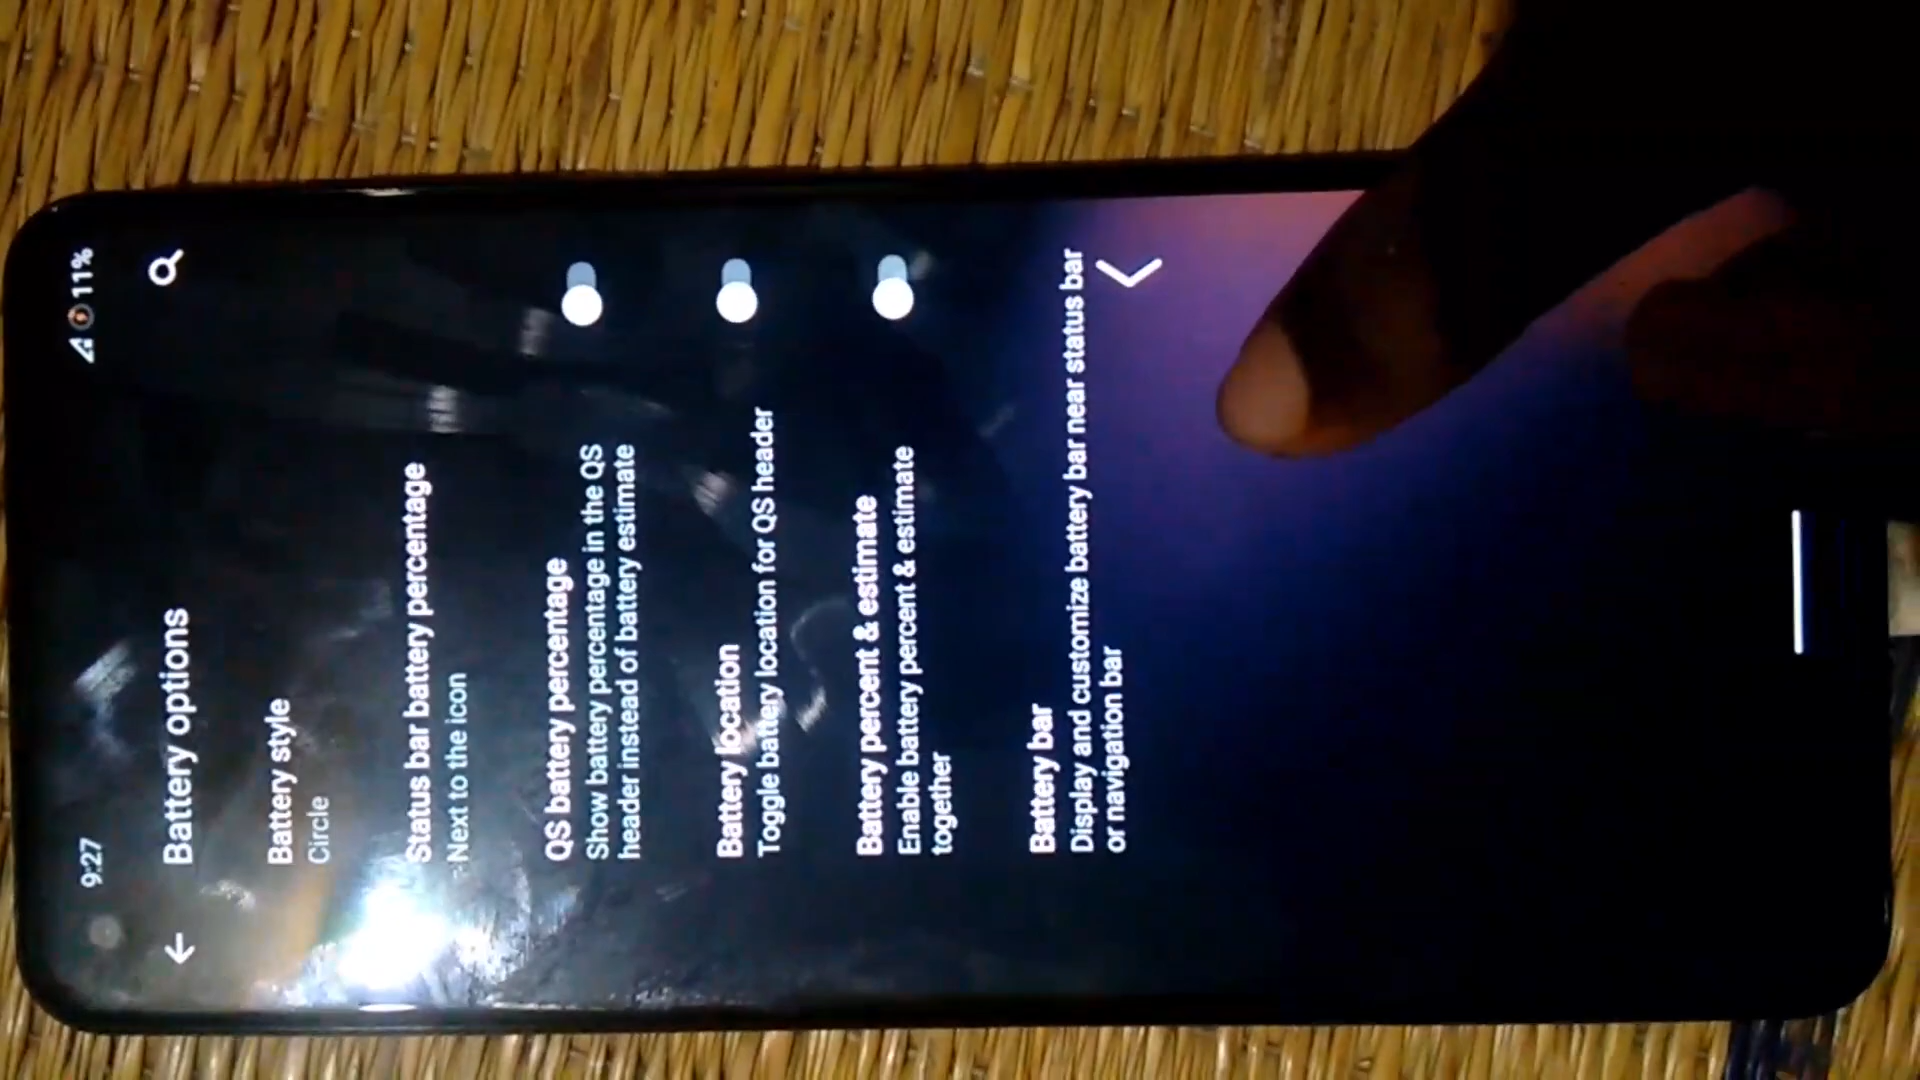 9:27
11%
Battery options
Battery style
Circle
Status bar battery percentage
Next to the icon
QS battery percentage
Show battery percentage in the QS
header instead of battery estimate
Battery location
Toggle battery location for QS header
Battery percent & estimate
Enable battery percent & estimate
together
Battery bar
Display and customize battery bar near status bar
or navigation bar